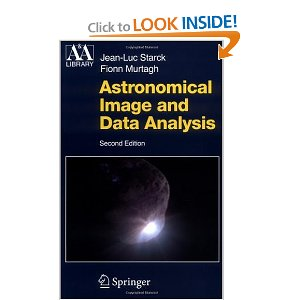 Click to LOOK INSIDE!
A&A
LIBRARY
Jean-Luc Starck
Fionn Murtagh
Astronomical
Image and
Data Analysis
Second Edition
Springer